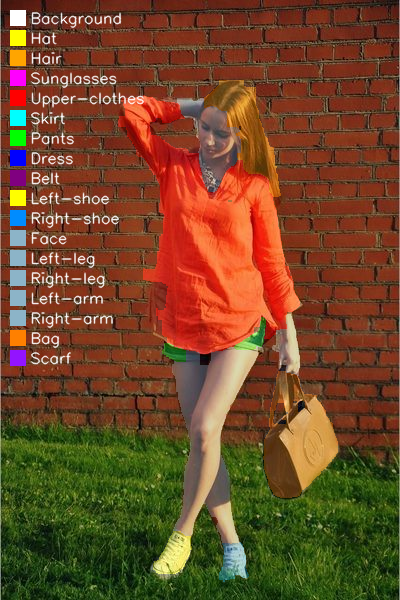 Background
Hat
Hair
Sunglasses
Upper-clothes
Skirt
Pants
Dress
Belt
Left-shoe
Right-shoe
Face
Left-leg
Right-leg
Left-arm
Right-arm
Bag
Scarf